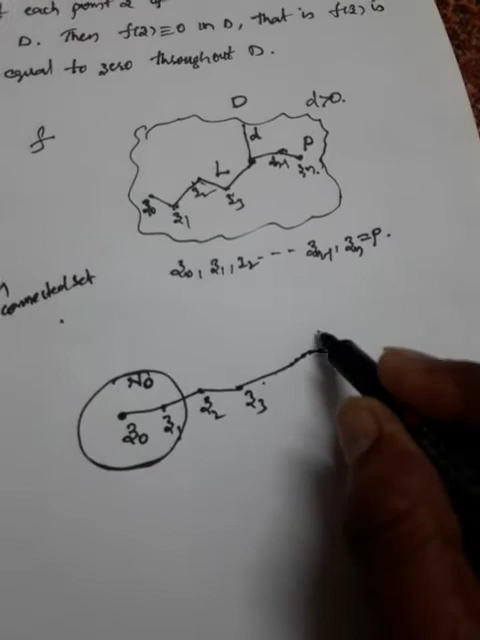 f each point z of
D. Then f(z)≡0 in D, that is f(z) is
equal to zero throughout D.
D d>0.
f
d
L P
z0 z1 z2 z3 zn-1 zn
z0, z1, z2 ... zn-1, zn=P.
connected set
N0
z0 z1 z2 z3